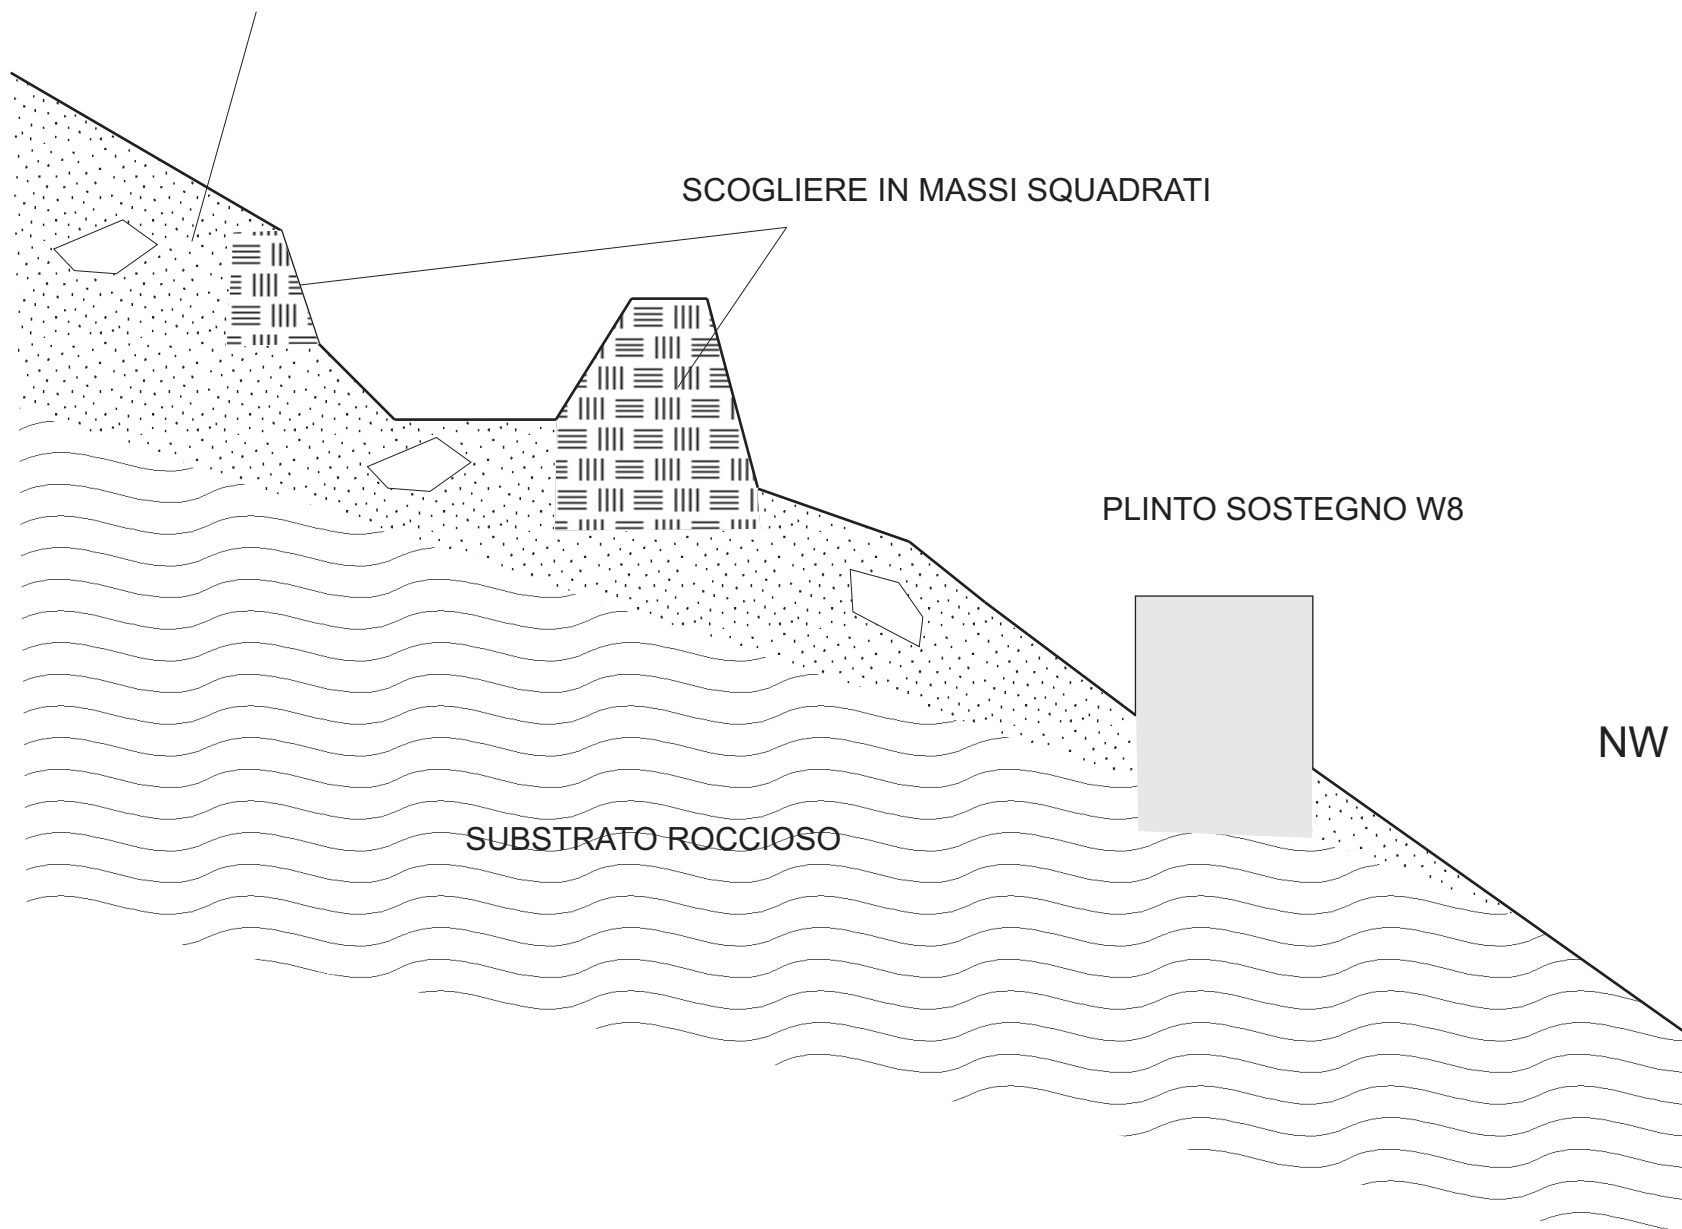 SCOGLIERE IN MASSI SQUADRATI
PLINTO SOSTEGNO W8
NW
SUBSTRATO ROCCIOSO